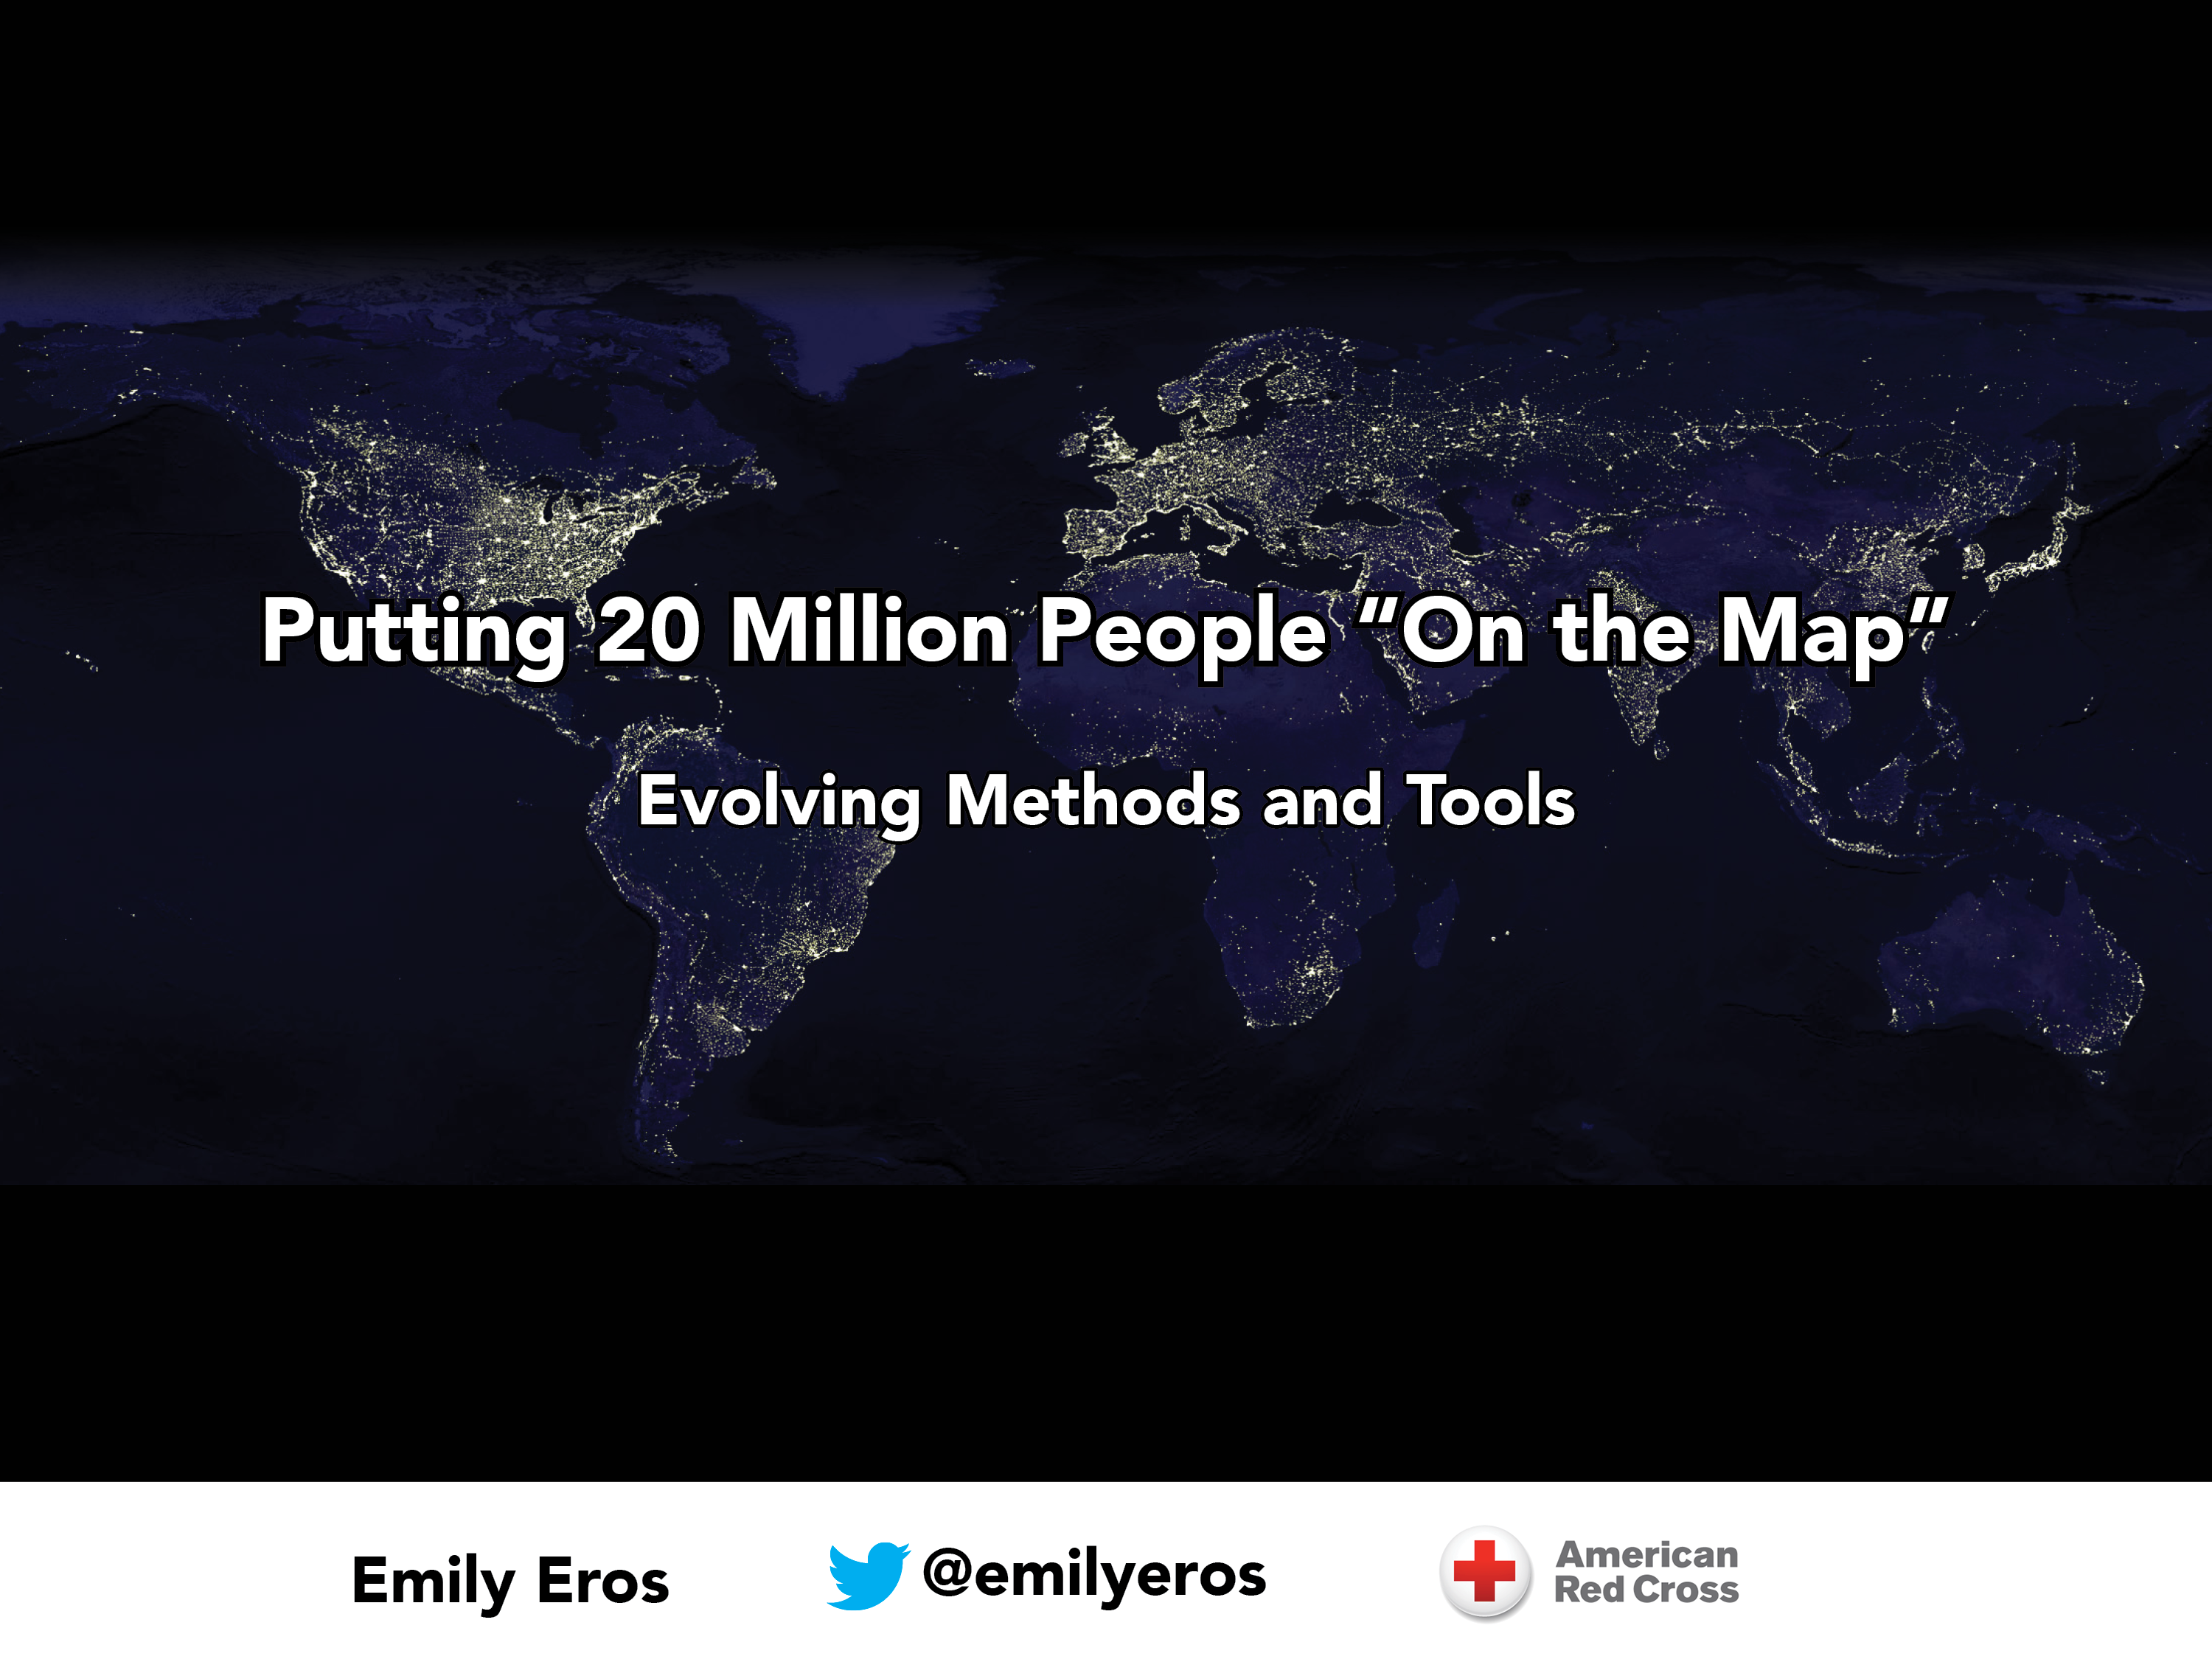 Putting 20 Million People “On the Map”
Evolving Methods and Tools
Emily Eros
@emilyeros
American
Red Cross